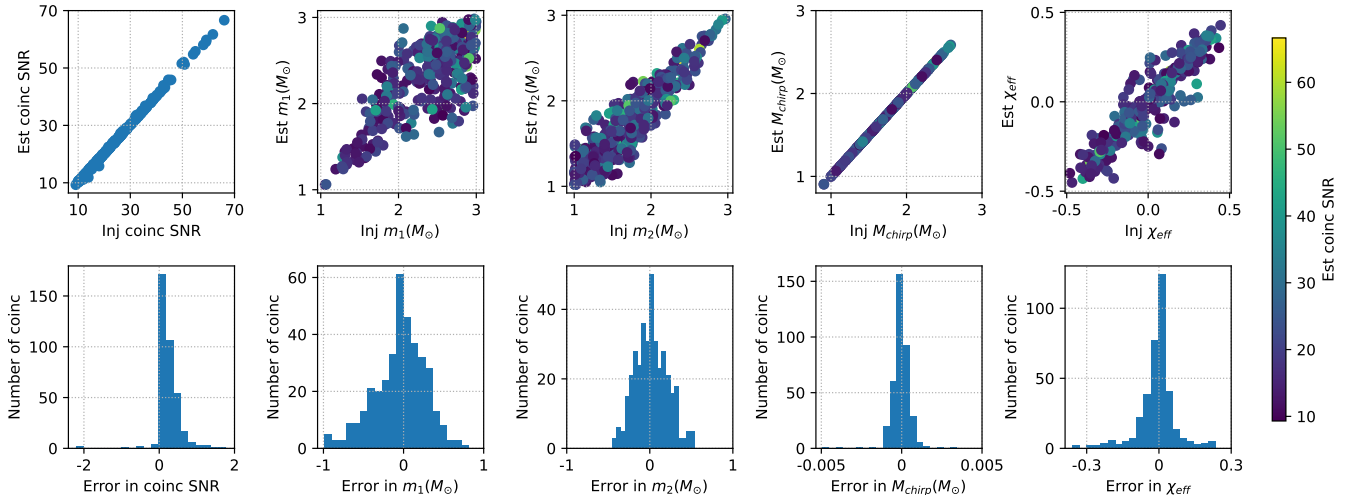 70
50
30
10
Est coinc SNR
10 30 50 70
Inj coinc SNR
3
2
1
Est m₁(M⊙)
1 2 3
Inj m₁(M⊙)
3
2
1
Est m₂(M⊙)
1 2 3
Inj m₂(M⊙)
3
2
1
Est M_chirp(M⊙)
1 2 3
Inj M_chirp(M⊙)
0.5
0.0
-0.5
Est χ_eff
-0.5 0.0 0.5
Inj χ_eff
60
50
40
30
20
10
Est coinc SNR
150
100
50
0
Number of coinc
-2 0 2
Error in coinc SNR
60
40
20
0
Number of coinc
-1 0 1
Error in m₁(M⊙)
40
20
0
Number of coinc
-1 0 1
Error in m₂(M⊙)
150
100
50
0
Number of coinc
-0.005 0 0.005
Error in M_chirp(M⊙)
100
50
0
Number of coinc
-0.3 0 0.3
Error in χ_eff